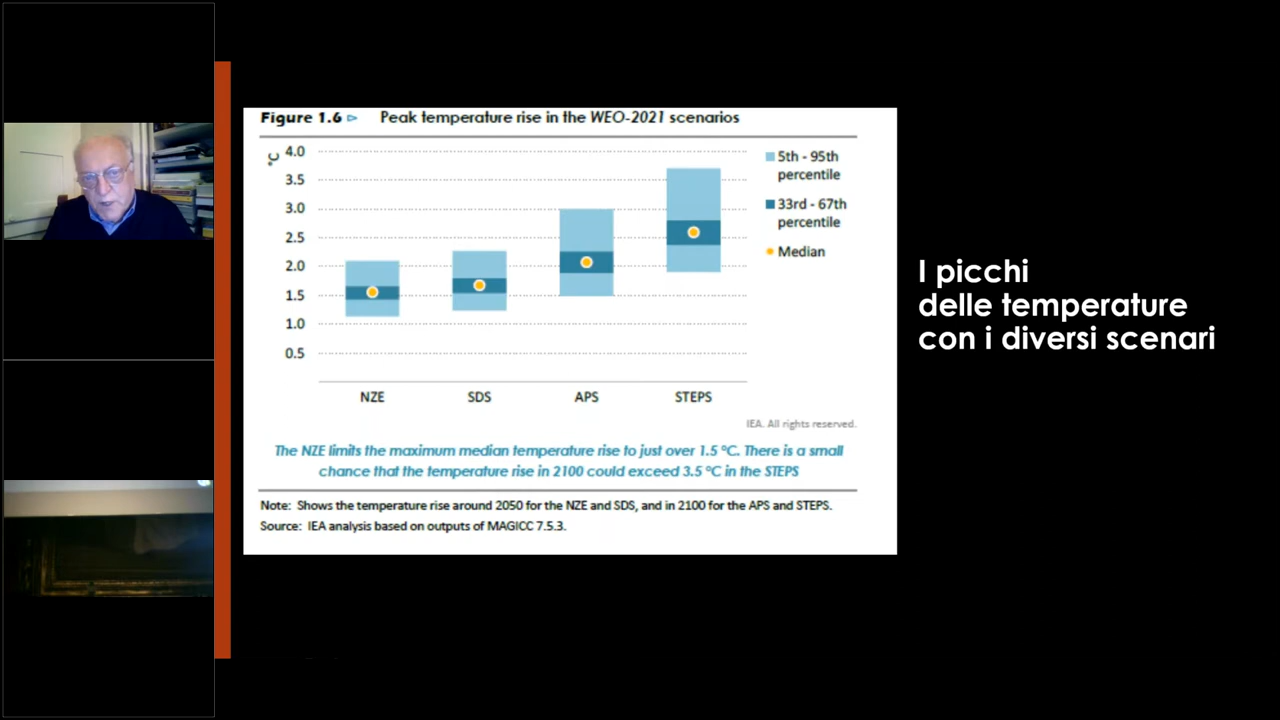 Figure 1.6 ▷ Peak temperature rise in the WEO-2021 scenarios
°C
4.0
3.5
3.0
2.5
2.0
1.5
1.0
0.5
NZE SDS APS STEPS
5th - 95th
percentile
33rd - 67th
percentile
Median
IEA. All rights reserved.
The NZE limits the maximum median temperature rise to just over 1.5 °C. There is a small
chance that the temperature rise in 2100 could exceed 3.5 °C in the STEPS
Note: Shows the temperature rise around 2050 for the NZE and SDS, and in 2100 for the APS and STEPS.
Source: IEA analysis based on outputs of MAGICC 7.5.3.
I picchi
delle temperature
con i diversi scenari